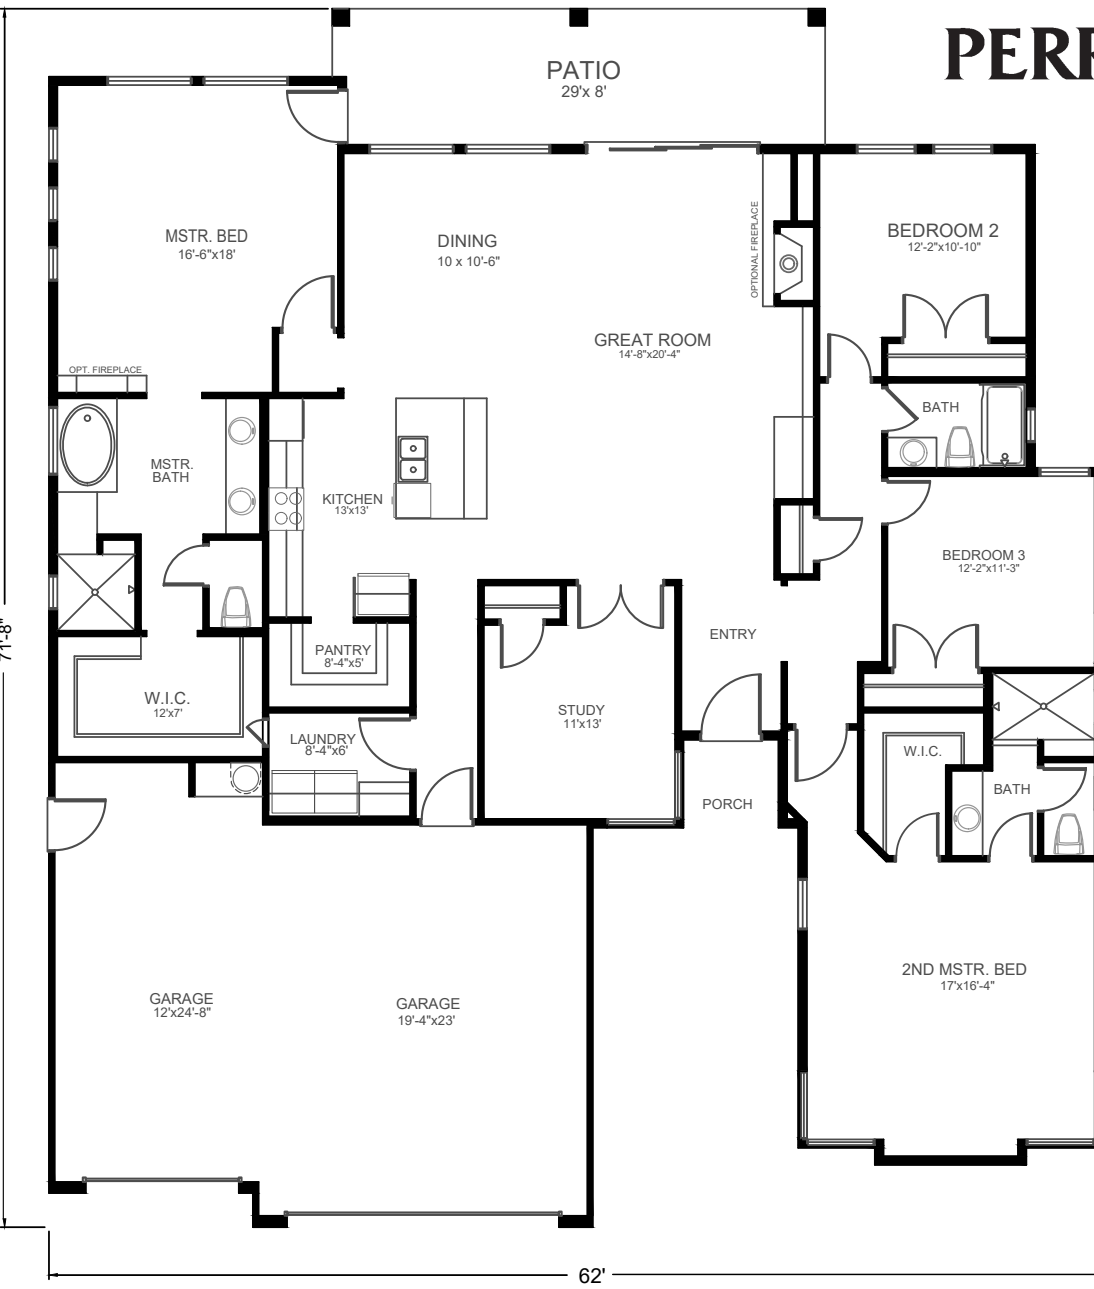 PERR
PATIO
29'x 8'
MSTR. BED
16'-6"x18'
DINING
10 x 10'-6"
OPTIONAL FIREPLACE
BEDROOM 2
12'-2"x10'-10"
GREAT ROOM
14'-8"x20'-4"
OPT. FIREPLACE
BATH
MSTR.
BATH
KITCHEN
13'x13'
BEDROOM 3
12'-2"x11'-3"
71'-8"
ENTRY
PANTRY
8'-4"x5'
W.I.C.
12'x7'
STUDY
11'x13'
LAUNDRY
8'-4"x6'
W.I.C.
BATH
PORCH
2ND MSTR. BED
17'x16'-4"
GARAGE
12'x24'-8"
GARAGE
19'-4"x23'
62'